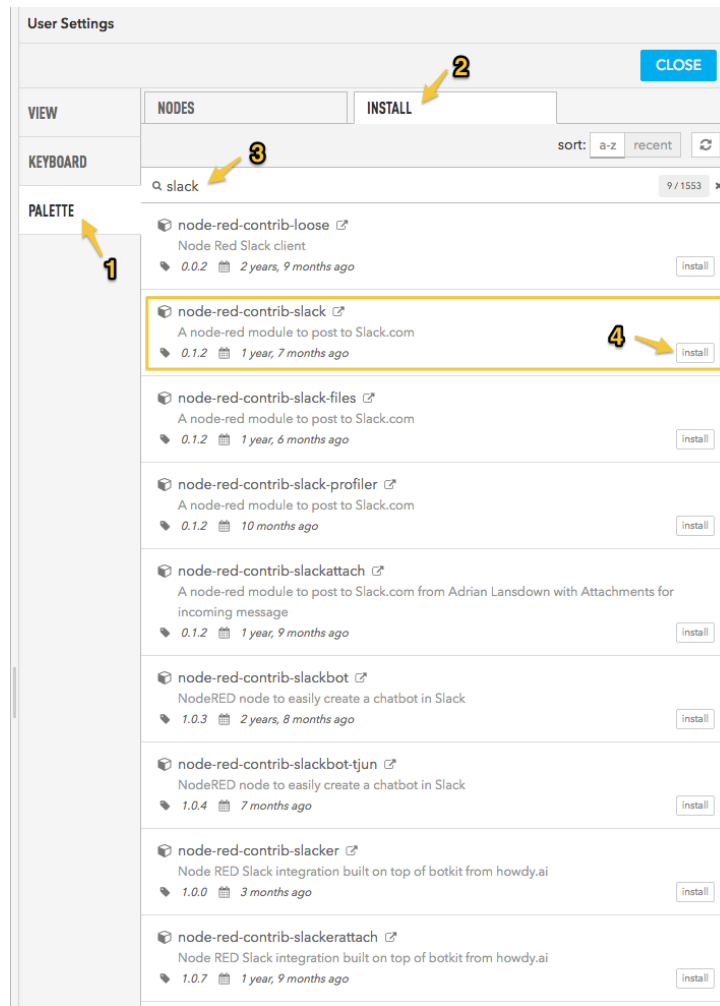 User Settings
CLOSE
2
VIEW
NODES
INSTALL
sort: a-z recent
KEYBOARD
3
slack
9 / 1553 ×
PALETTE
1
node-red-contrib-loose
Node Red Slack client
0.0.2 2 years, 9 months ago
install
node-red-contrib-slack
A node-red module to post to Slack.com
4
0.1.2 1 year, 7 months ago
install
node-red-contrib-slack-files
A node-red module to post to Slack.com
0.1.2 1 year, 6 months ago
install
node-red-contrib-slack-profiler
A node-red module to post to Slack.com
0.1.2 10 months ago
install
node-red-contrib-slackattach
A node-red module to post to Slack.com from Adrian Lansdown with Attachments for
incoming message
0.1.2 1 year, 9 months ago
install
node-red-contrib-slackbot
NodeRED node to easily create a chatbot in Slack
1.0.3 2 years, 8 months ago
install
node-red-contrib-slackbot-tjun
NodeRED node to easily create a chatbot in Slack
1.0.4 7 months ago
install
node-red-contrib-slacker
Node RED Slack integration built on top of botkit from howdy.ai
1.0.0 3 months ago
install
node-red-contrib-slackerattach
Node RED Slack integration built on top of botkit from howdy.ai
1.0.7 1 year, 9 months ago
install